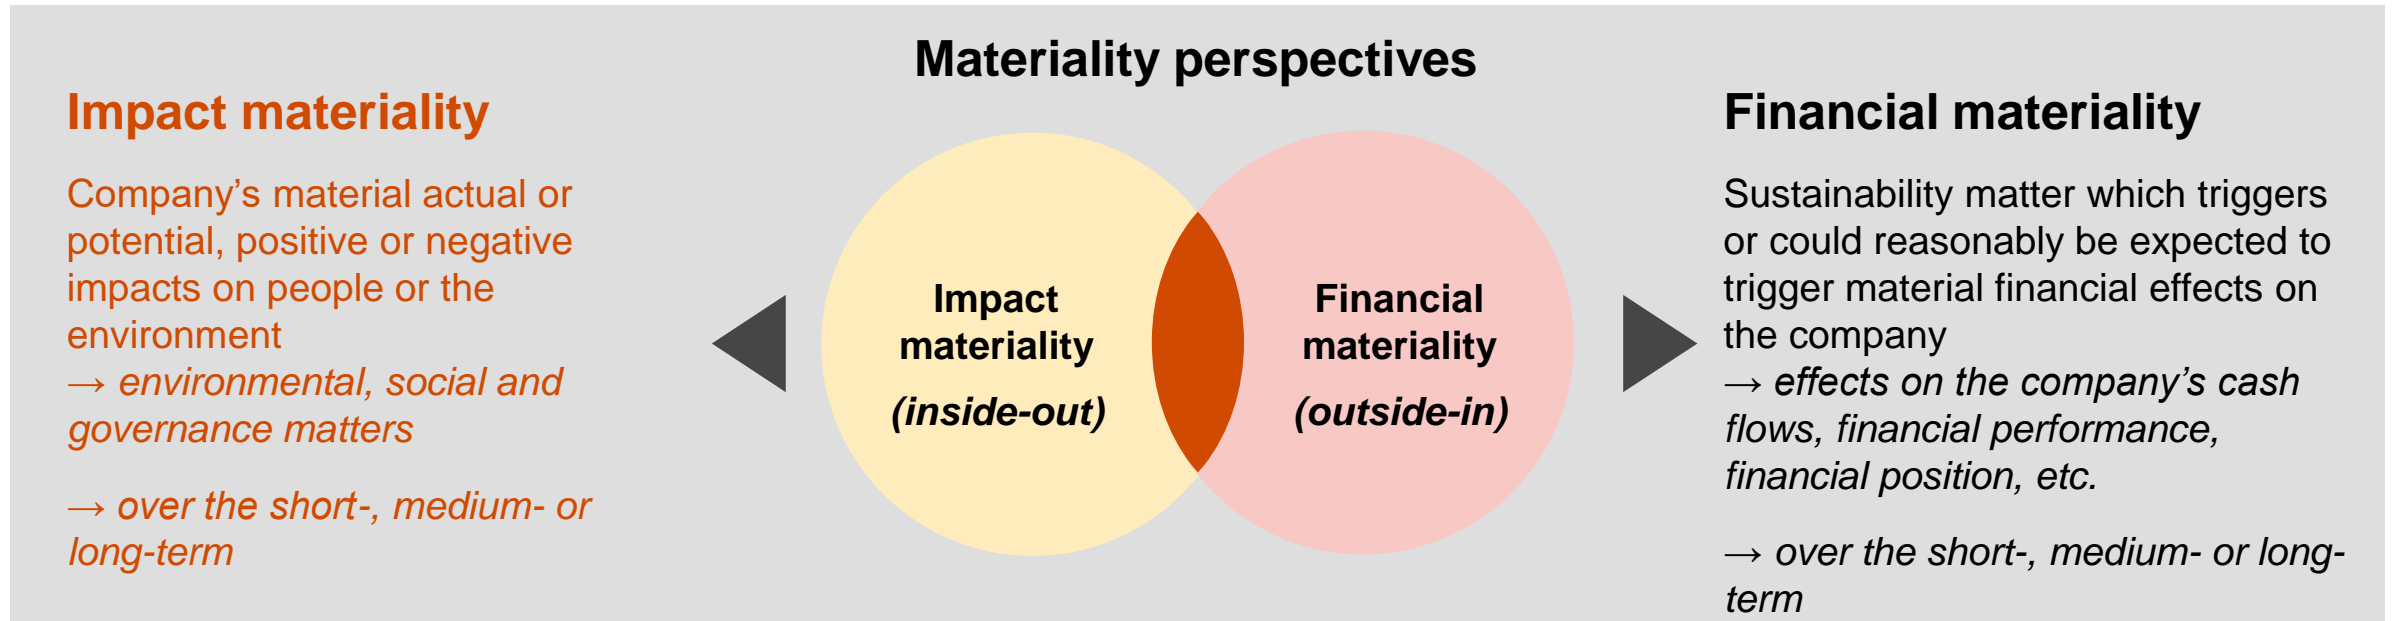 Materiality perspectives
Impact materiality
Company’s material actual or
potential, positive or negative
impacts on people or the
environment
→ environmental, social and
governance matters
→ over the short-, medium- or
long-term
Impact
materiality
(inside-out)
Financial
materiality
(outside-in)
Financial materiality
Sustainability matter which triggers
or could reasonably be expected to
trigger material financial effects on
the company
→ effects on the company’s cash
flows, financial performance,
financial position, etc.
→ over the short-, medium- or long-
term